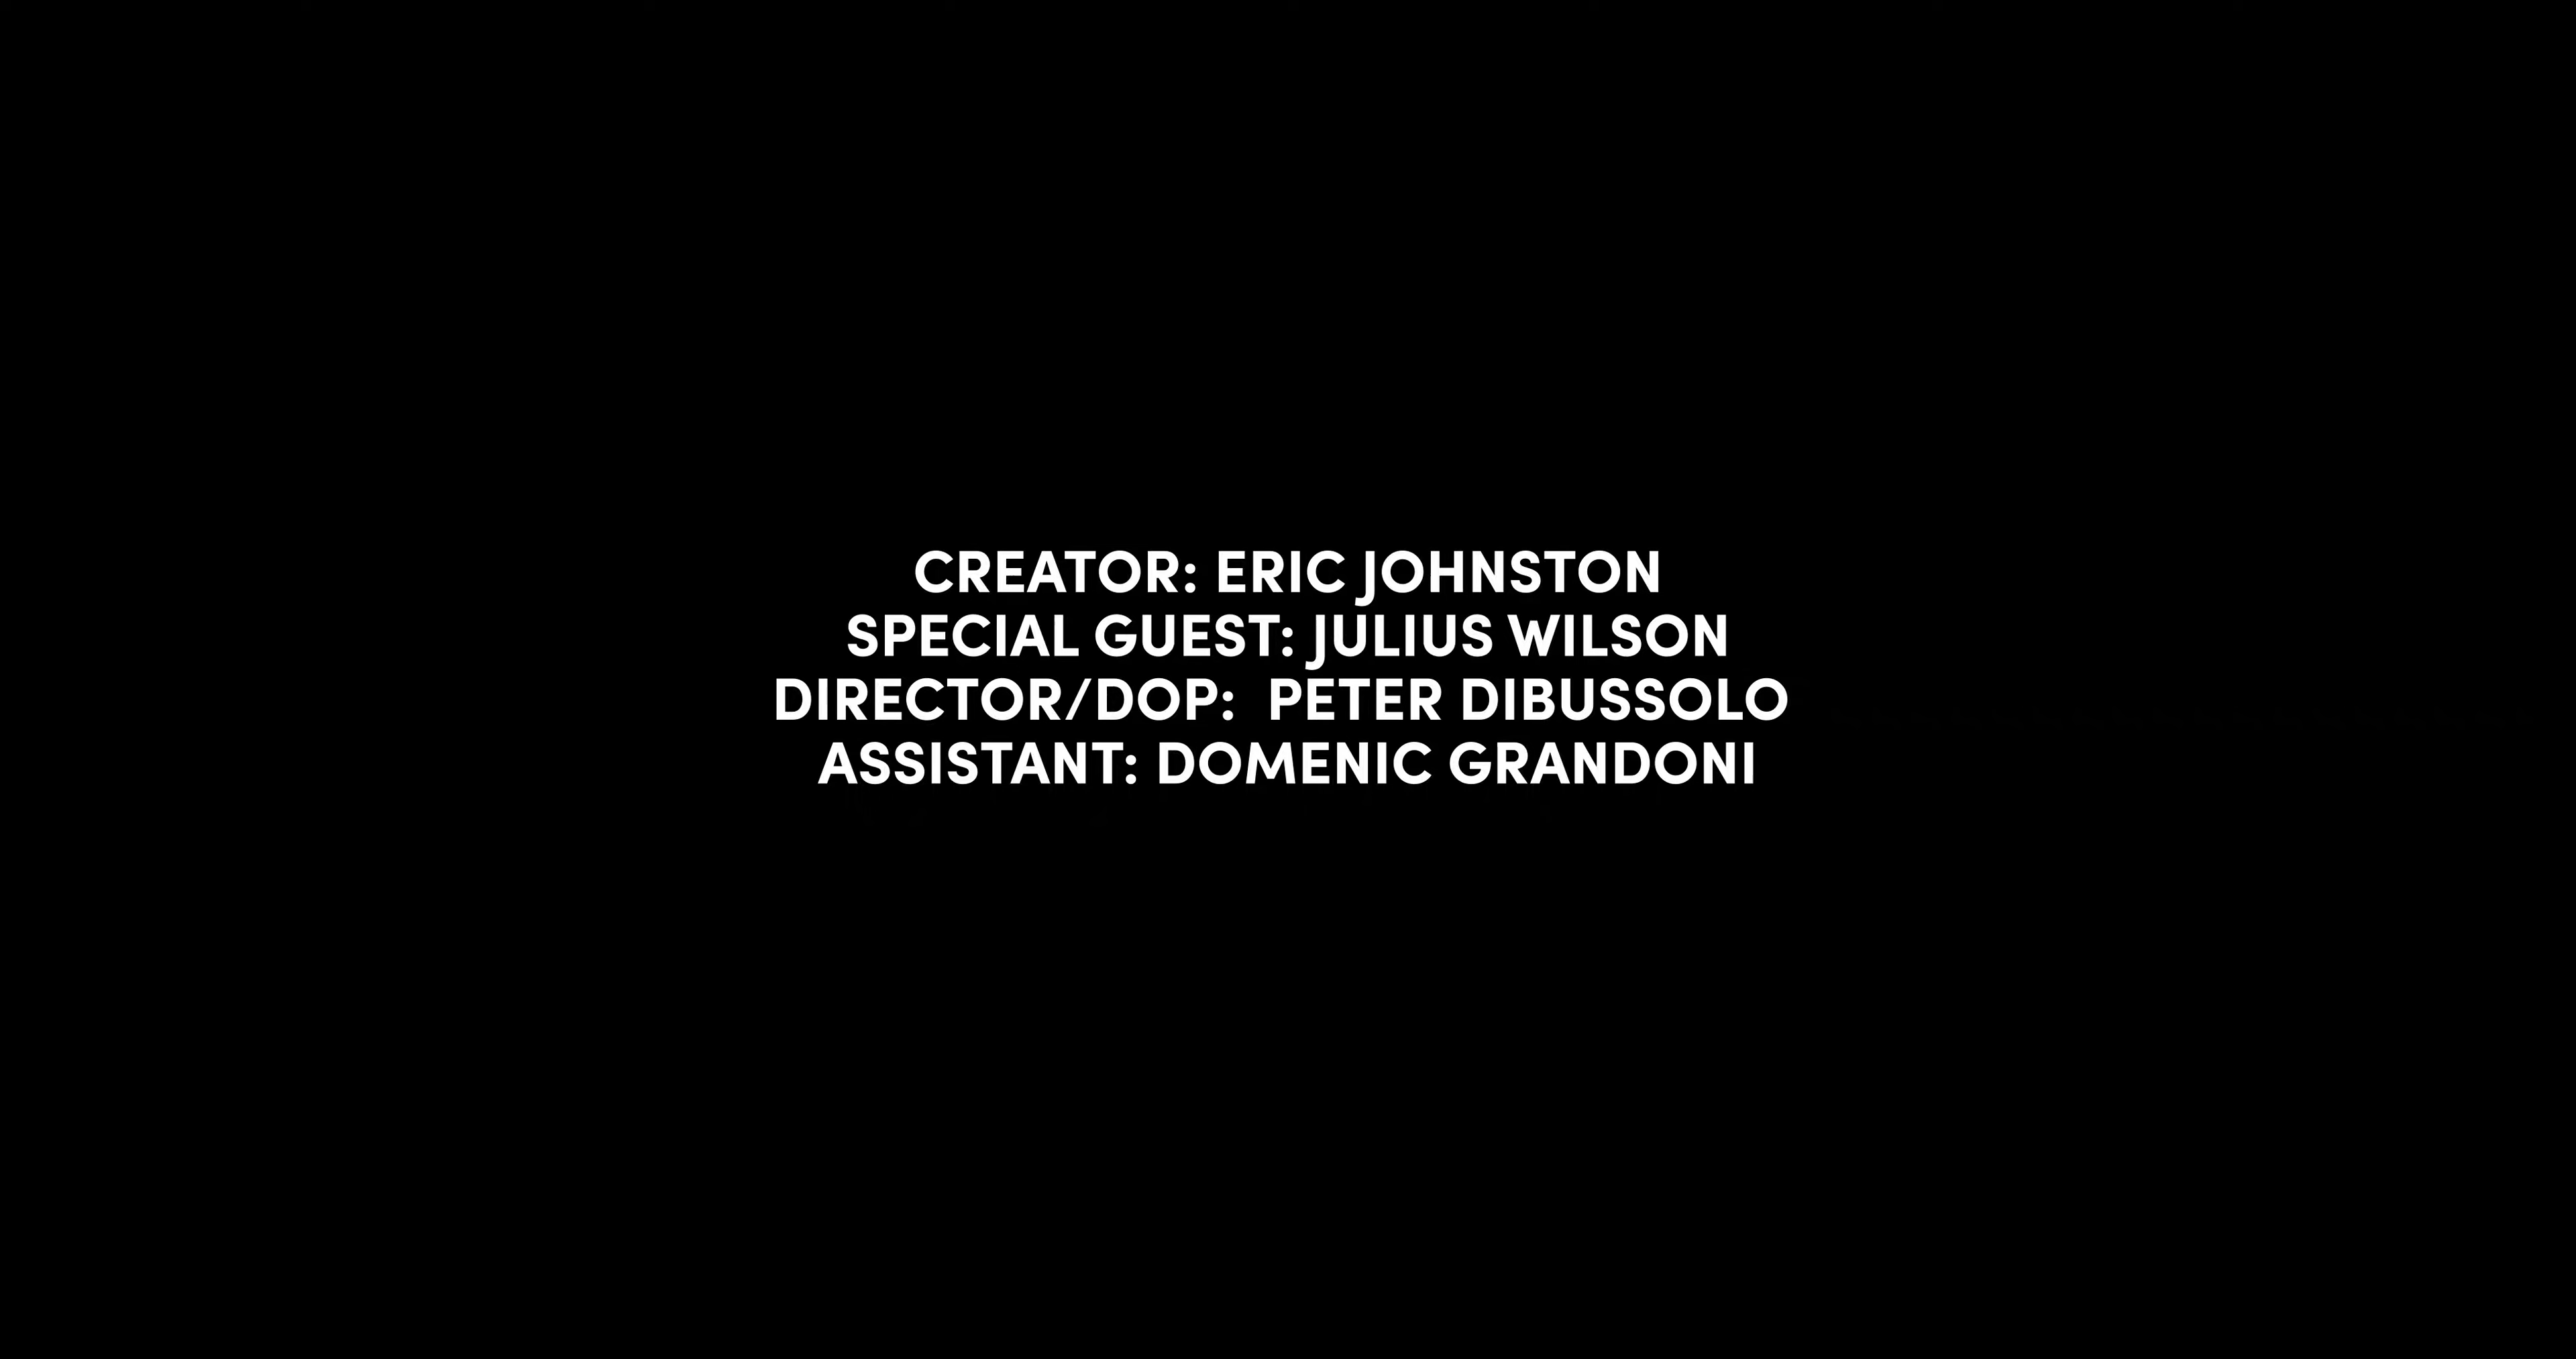 CREATOR: ERIC JOHNSTON
SPECIAL GUEST: JULIUS WILSON
DIRECTOR/DOP:  PETER DIBUSSOLO
ASSISTANT: DOMENIC GRANDONI